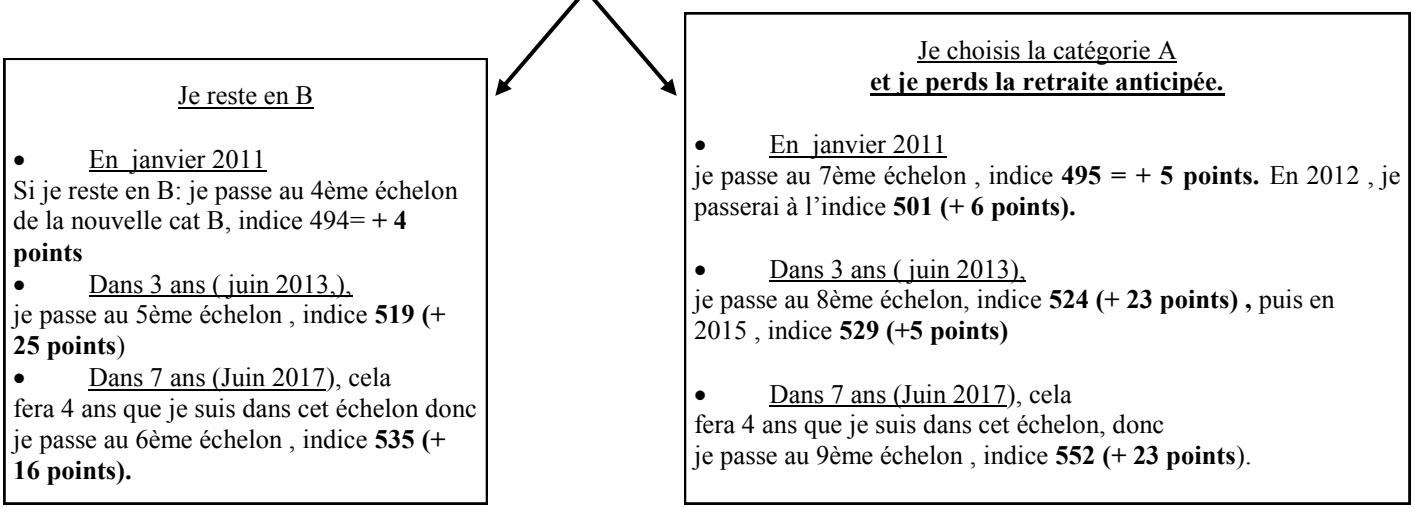 Je reste en B
• En janvier 2011
Si je reste en B: je passe au 4ème échelon
de la nouvelle cat B, indice 494= + 4
points
• Dans 3 ans ( juin 2013,),
je passe au 5ème échelon , indice 519 (+
25 points)
• Dans 7 ans (Juin 2017), cela
fera 4 ans que je suis dans cet échelon donc
je passe au 6ème échelon , indice 535 (+
16 points).
Je choisis la catégorie A
et je perds la retraite anticipée.
• En janvier 2011
je passe au 7ème échelon , indice 495 = + 5 points. En 2012 , je
passerai à l’indice 501 (+ 6 points).
• Dans 3 ans ( juin 2013),
je passe au 8ème échelon, indice 524 (+ 23 points) , puis en
2015 , indice 529 (+5 points)
• Dans 7 ans (Juin 2017), cela
fera 4 ans que je suis dans cet échelon, donc
je passe au 9ème échelon , indice 552 (+ 23 points).